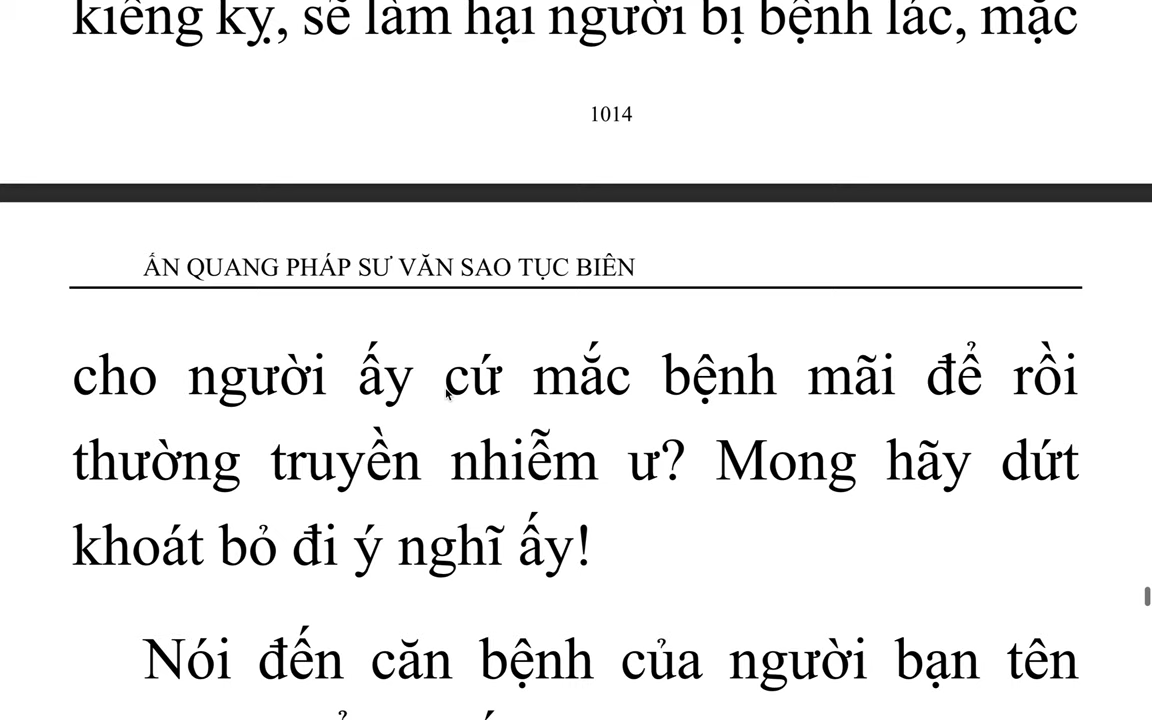 kiêng kỵ, sẽ làm hại người bị bệnh lác, mặc
1014
ẤN QUANG PHÁP SƯ VĂN SAO TỤC BIÊN
cho người ấy cứ mắc bệnh mãi để rồi
thường truyền nhiễm ư? Mong hãy dứt
khoát bỏ đi ý nghĩ ấy!
Nói đến căn bệnh của người bạn tên